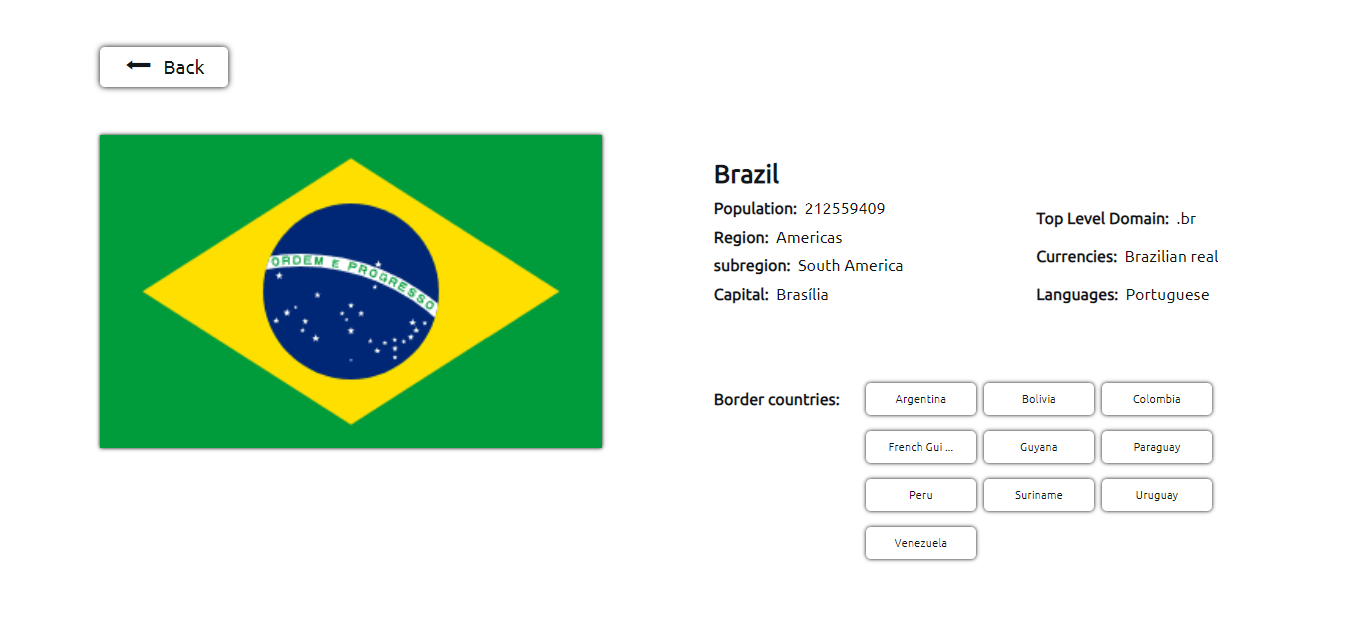 Back
ORDEM E PROGRESSO
Brazil
Population: 212559409
Region: Americas
subregion: South America
Capital: Brasília
Top Level Domain: .br
Currencies: Brazilian real
Languages: Portuguese
Border countries:
Argentina
Bolivia
Colombia
French Gui ...
Guyana
Paraguay
Peru
Suriname
Uruguay
Venezuela